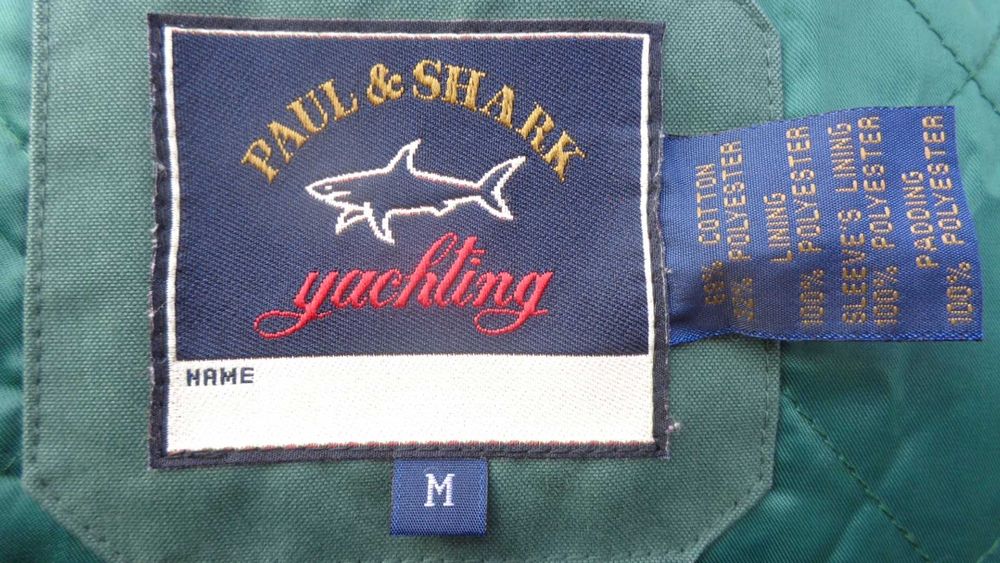 PAUL & SHARK
yachting
NAME
M
68% COTTON
32% POLYESTER
LINING
100% POLYESTER
SLEEVE'S LINING
100% POLYESTER
PADDING
100% POLYESTER